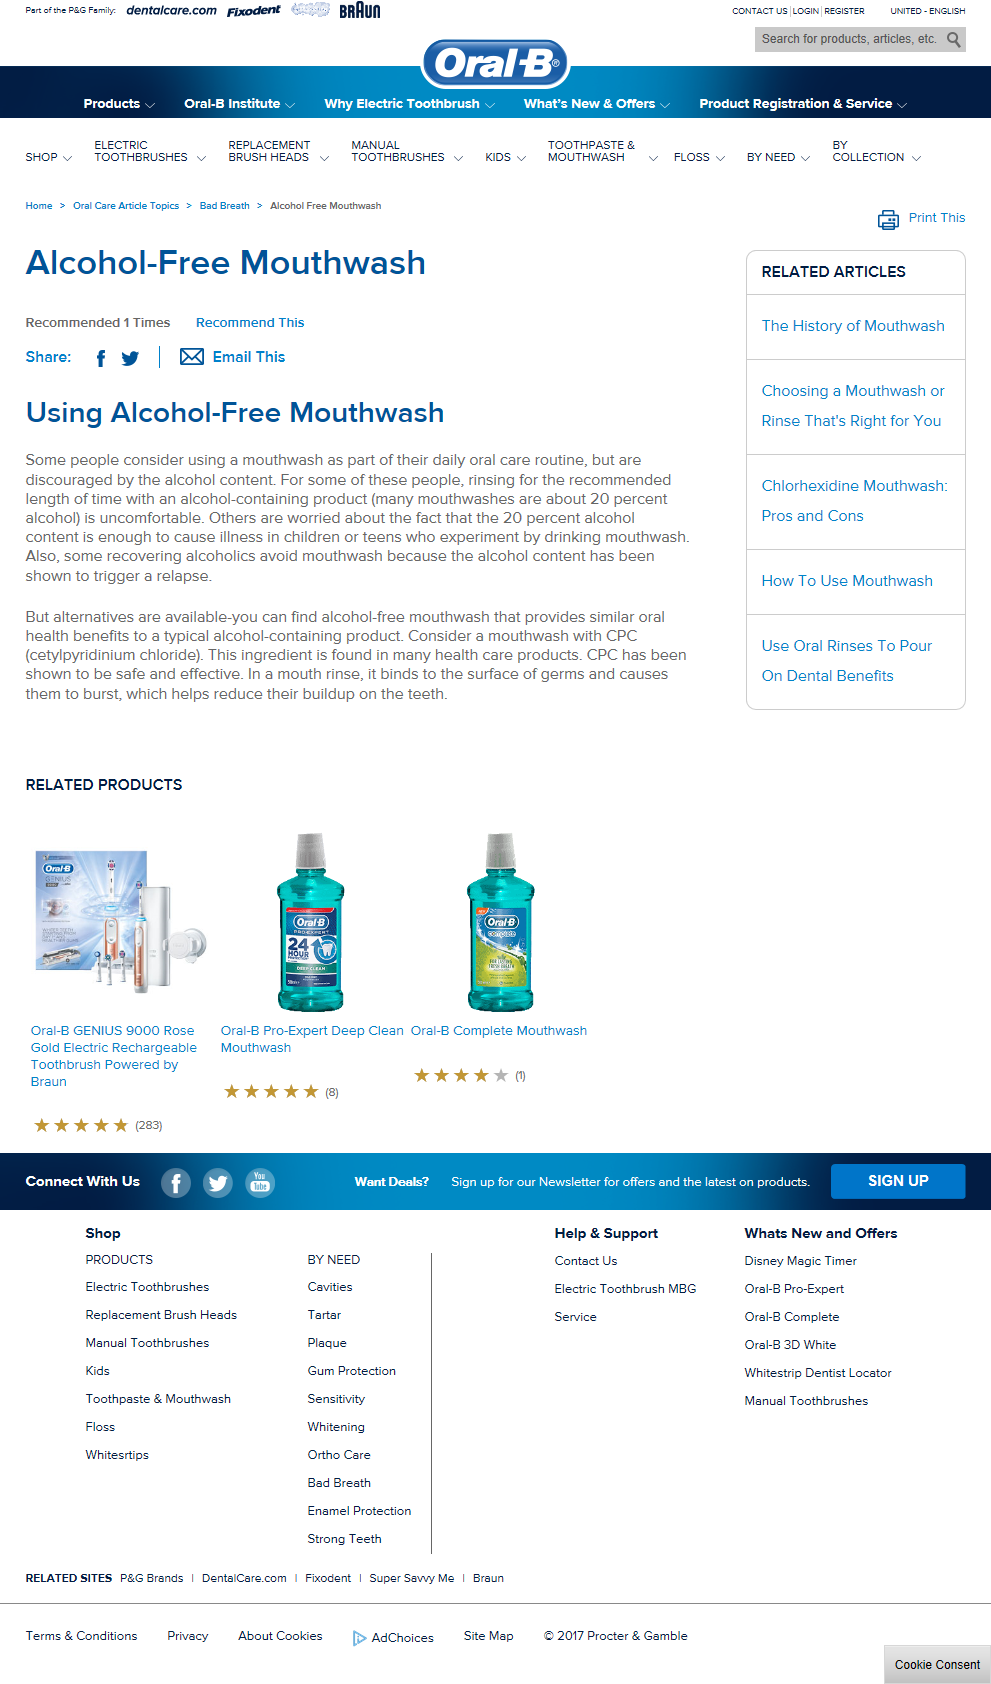 Part of the P&G Family: dentalcare.com Fixodent BRAUN
CONTACT US LOGIN REGISTER UNITED - ENGLISH
Search for products, articles, etc.
Oral-B®
Products Oral-B Institute Why Electric Toothbrush What's New & Offers Product Registration & Service
SHOP ELECTRIC TOOTHBRUSHES REPLACEMENT BRUSH HEADS MANUAL TOOTHBRUSHES KIDS TOOTHPASTE & MOUTHWASH FLOSS BY NEED BY COLLECTION
Home > Oral Care Article Topics > Bad Breath > Alcohol Free Mouthwash
Print This
Alcohol-Free Mouthwash
Recommended 1 Times Recommend This
Share: Email This
Using Alcohol-Free Mouthwash
Some people consider using a mouthwash as part of their daily oral care routine, but are
discouraged by the alcohol content. For some of these people, rinsing for the recommended
length of time with an alcohol-containing product (many mouthwashes are about 20 percent
alcohol) is uncomfortable. Others are worried about the fact that the 20 percent alcohol
content is enough to cause illness in children or teens who experiment by drinking mouthwash.
Also, some recovering alcoholics avoid mouthwash because the alcohol content has been
shown to trigger a relapse.
But alternatives are available-you can find alcohol-free mouthwash that provides similar oral
health benefits to a typical alcohol-containing product. Consider a mouthwash with CPC
(cetylpyridinium chloride). This ingredient is found in many health care products. CPC has been
shown to be safe and effective. In a mouth rinse, it binds to the surface of germs and causes
them to burst, which helps reduce their buildup on the teeth.
RELATED ARTICLES
The History of Mouthwash
Choosing a Mouthwash or
Rinse That's Right for You
Chlorhexidine Mouthwash:
Pros and Cons
How To Use Mouthwash
Use Oral Rinses To Pour
On Dental Benefits
RELATED PRODUCTS
Oral-B
GENIUS
Oral-B
PRO-EXPERT
24
HOUR
DEEP CLEAN
Oral-B
complete
Oral-B GENIUS 9000 Rose
Gold Electric Rechargeable
Toothbrush Powered by
Braun
(283)
Oral-B Pro-Expert Deep Clean
Mouthwash
(8)
Oral-B Complete Mouthwash
(1)
Connect With Us You Tube Want Deals? Sign up for our Newsletter for offers and the latest on products. SIGN UP
Shop
PRODUCTS
Electric Toothbrushes
Replacement Brush Heads
Manual Toothbrushes
Kids
Toothpaste & Mouthwash
Floss
Whitesrtips
BY NEED
Cavities
Tartar
Plaque
Gum Protection
Sensitivity
Whitening
Ortho Care
Bad Breath
Enamel Protection
Strong Teeth
Help & Support
Contact Us
Electric Toothbrush MBG
Service
Whats New and Offers
Disney Magic Timer
Oral-B Pro-Expert
Oral-B Complete
Oral-B 3D White
Whitestrip Dentist Locator
Manual Toothbrushes
RELATED SITES P&G Brands | DentalCare.com | Fixodent | Super Savvy Me | Braun
Terms & Conditions Privacy About Cookies AdChoices Site Map © 2017 Procter & Gamble
Cookie Consent